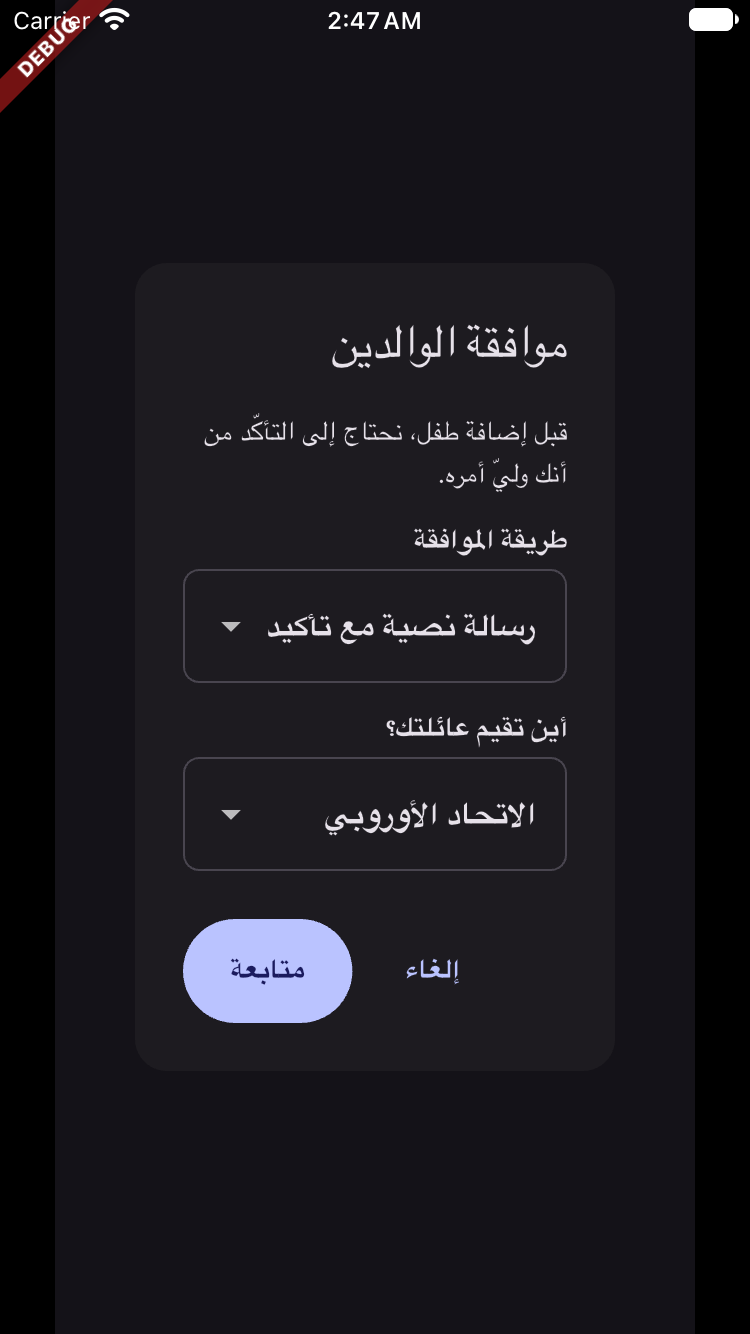 Carrier
2:47 AM
DEBUG
موافقة الوالدين
قبل إضافة طفل، نحتاج إلى التأكّد من
أنك وليّ أمره.
طريقة الموافقة
رسالة نصية مع تأكيد
أين تقيم عائلتك؟
الاتحاد الأوروبي
إلغاء
متابعة